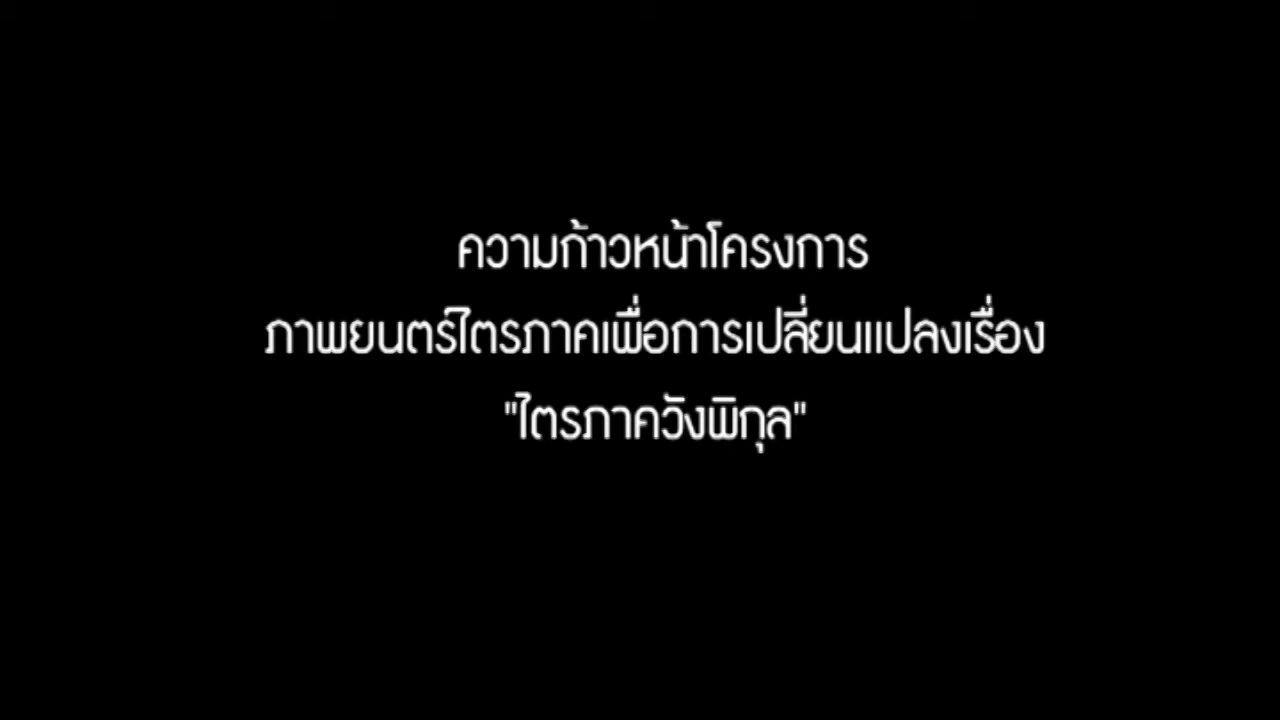 ความก้าวหน้าโครงการ
ภาพยนตร์ไตรภาคเพื่อการเปลี่ยนแปลงเรื่อง
"ไตรภาควังพิกุล"